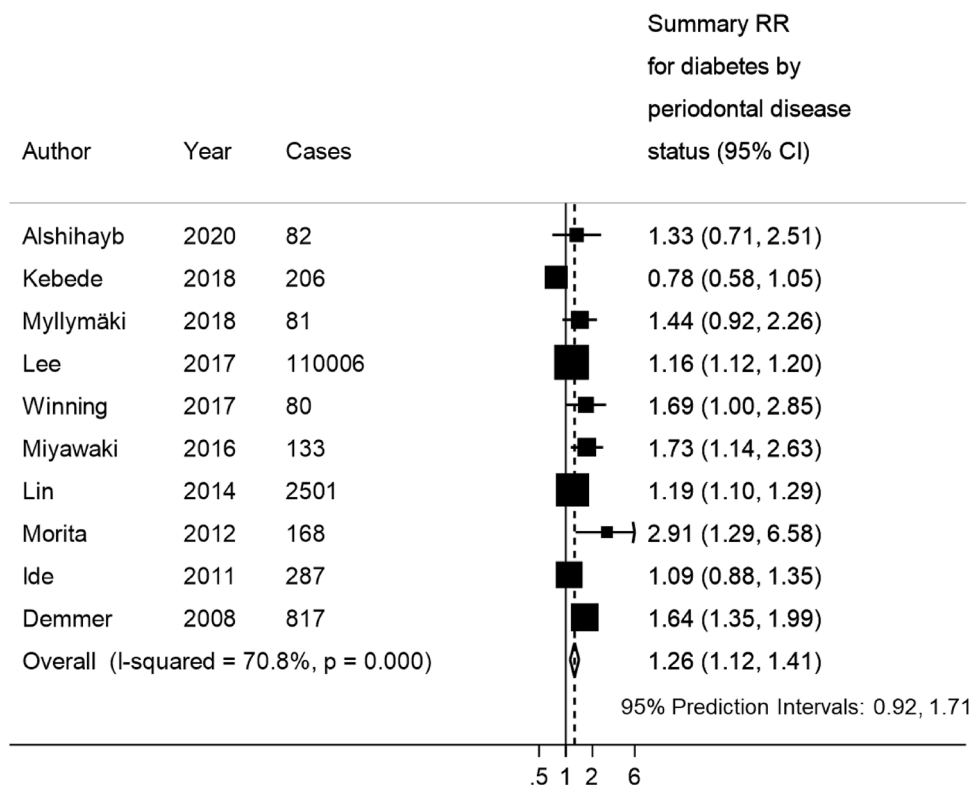 Summary RR
for diabetes by
periodontal disease
Author Year Cases status (95% CI)
Alshihayb 2020 82 1.33 (0.71, 2.51)
Kebede 2018 206 0.78 (0.58, 1.05)
Myllymäki 2018 81 1.44 (0.92, 2.26)
Lee 2017 110006 1.16 (1.12, 1.20)
Winning 2017 80 1.69 (1.00, 2.85)
Miyawaki 2016 133 1.73 (1.14, 2.63)
Lin 2014 2501 1.19 (1.10, 1.29)
Morita 2012 168 2.91 (1.29, 6.58)
Ide 2011 287 1.09 (0.88, 1.35)
Demmer 2008 817 1.64 (1.35, 1.99)
Overall (I-squared = 70.8%, p = 0.000) 1.26 (1.12, 1.41)
95% Prediction Intervals: 0.92, 1.71
.5 1 2 6